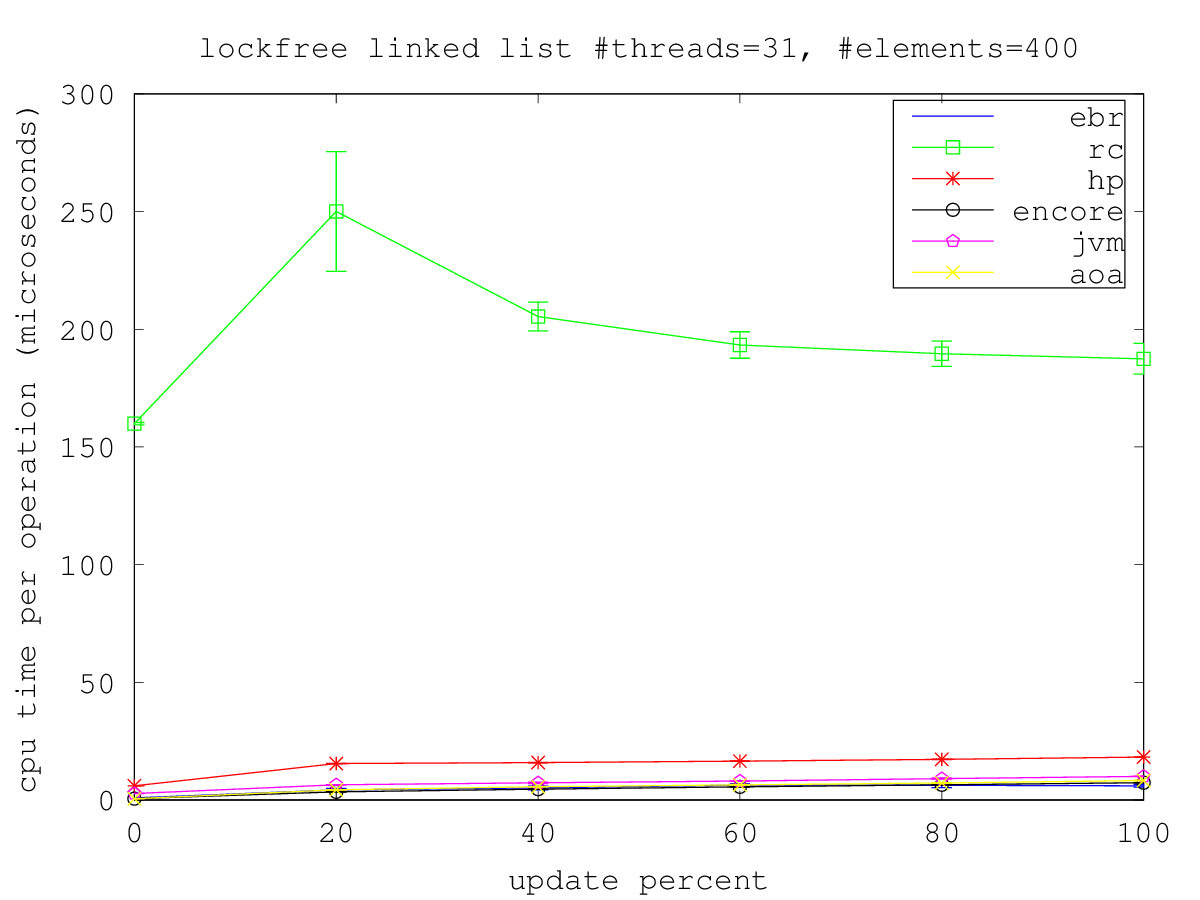 lockfree linked list #threads=31, #elements=400
cpu time per operation (microseconds)
300
250
200
150
100
50
0
ebr
rc
hp
encore
jvm
aoa
0 20 40 60 80 100
update percent